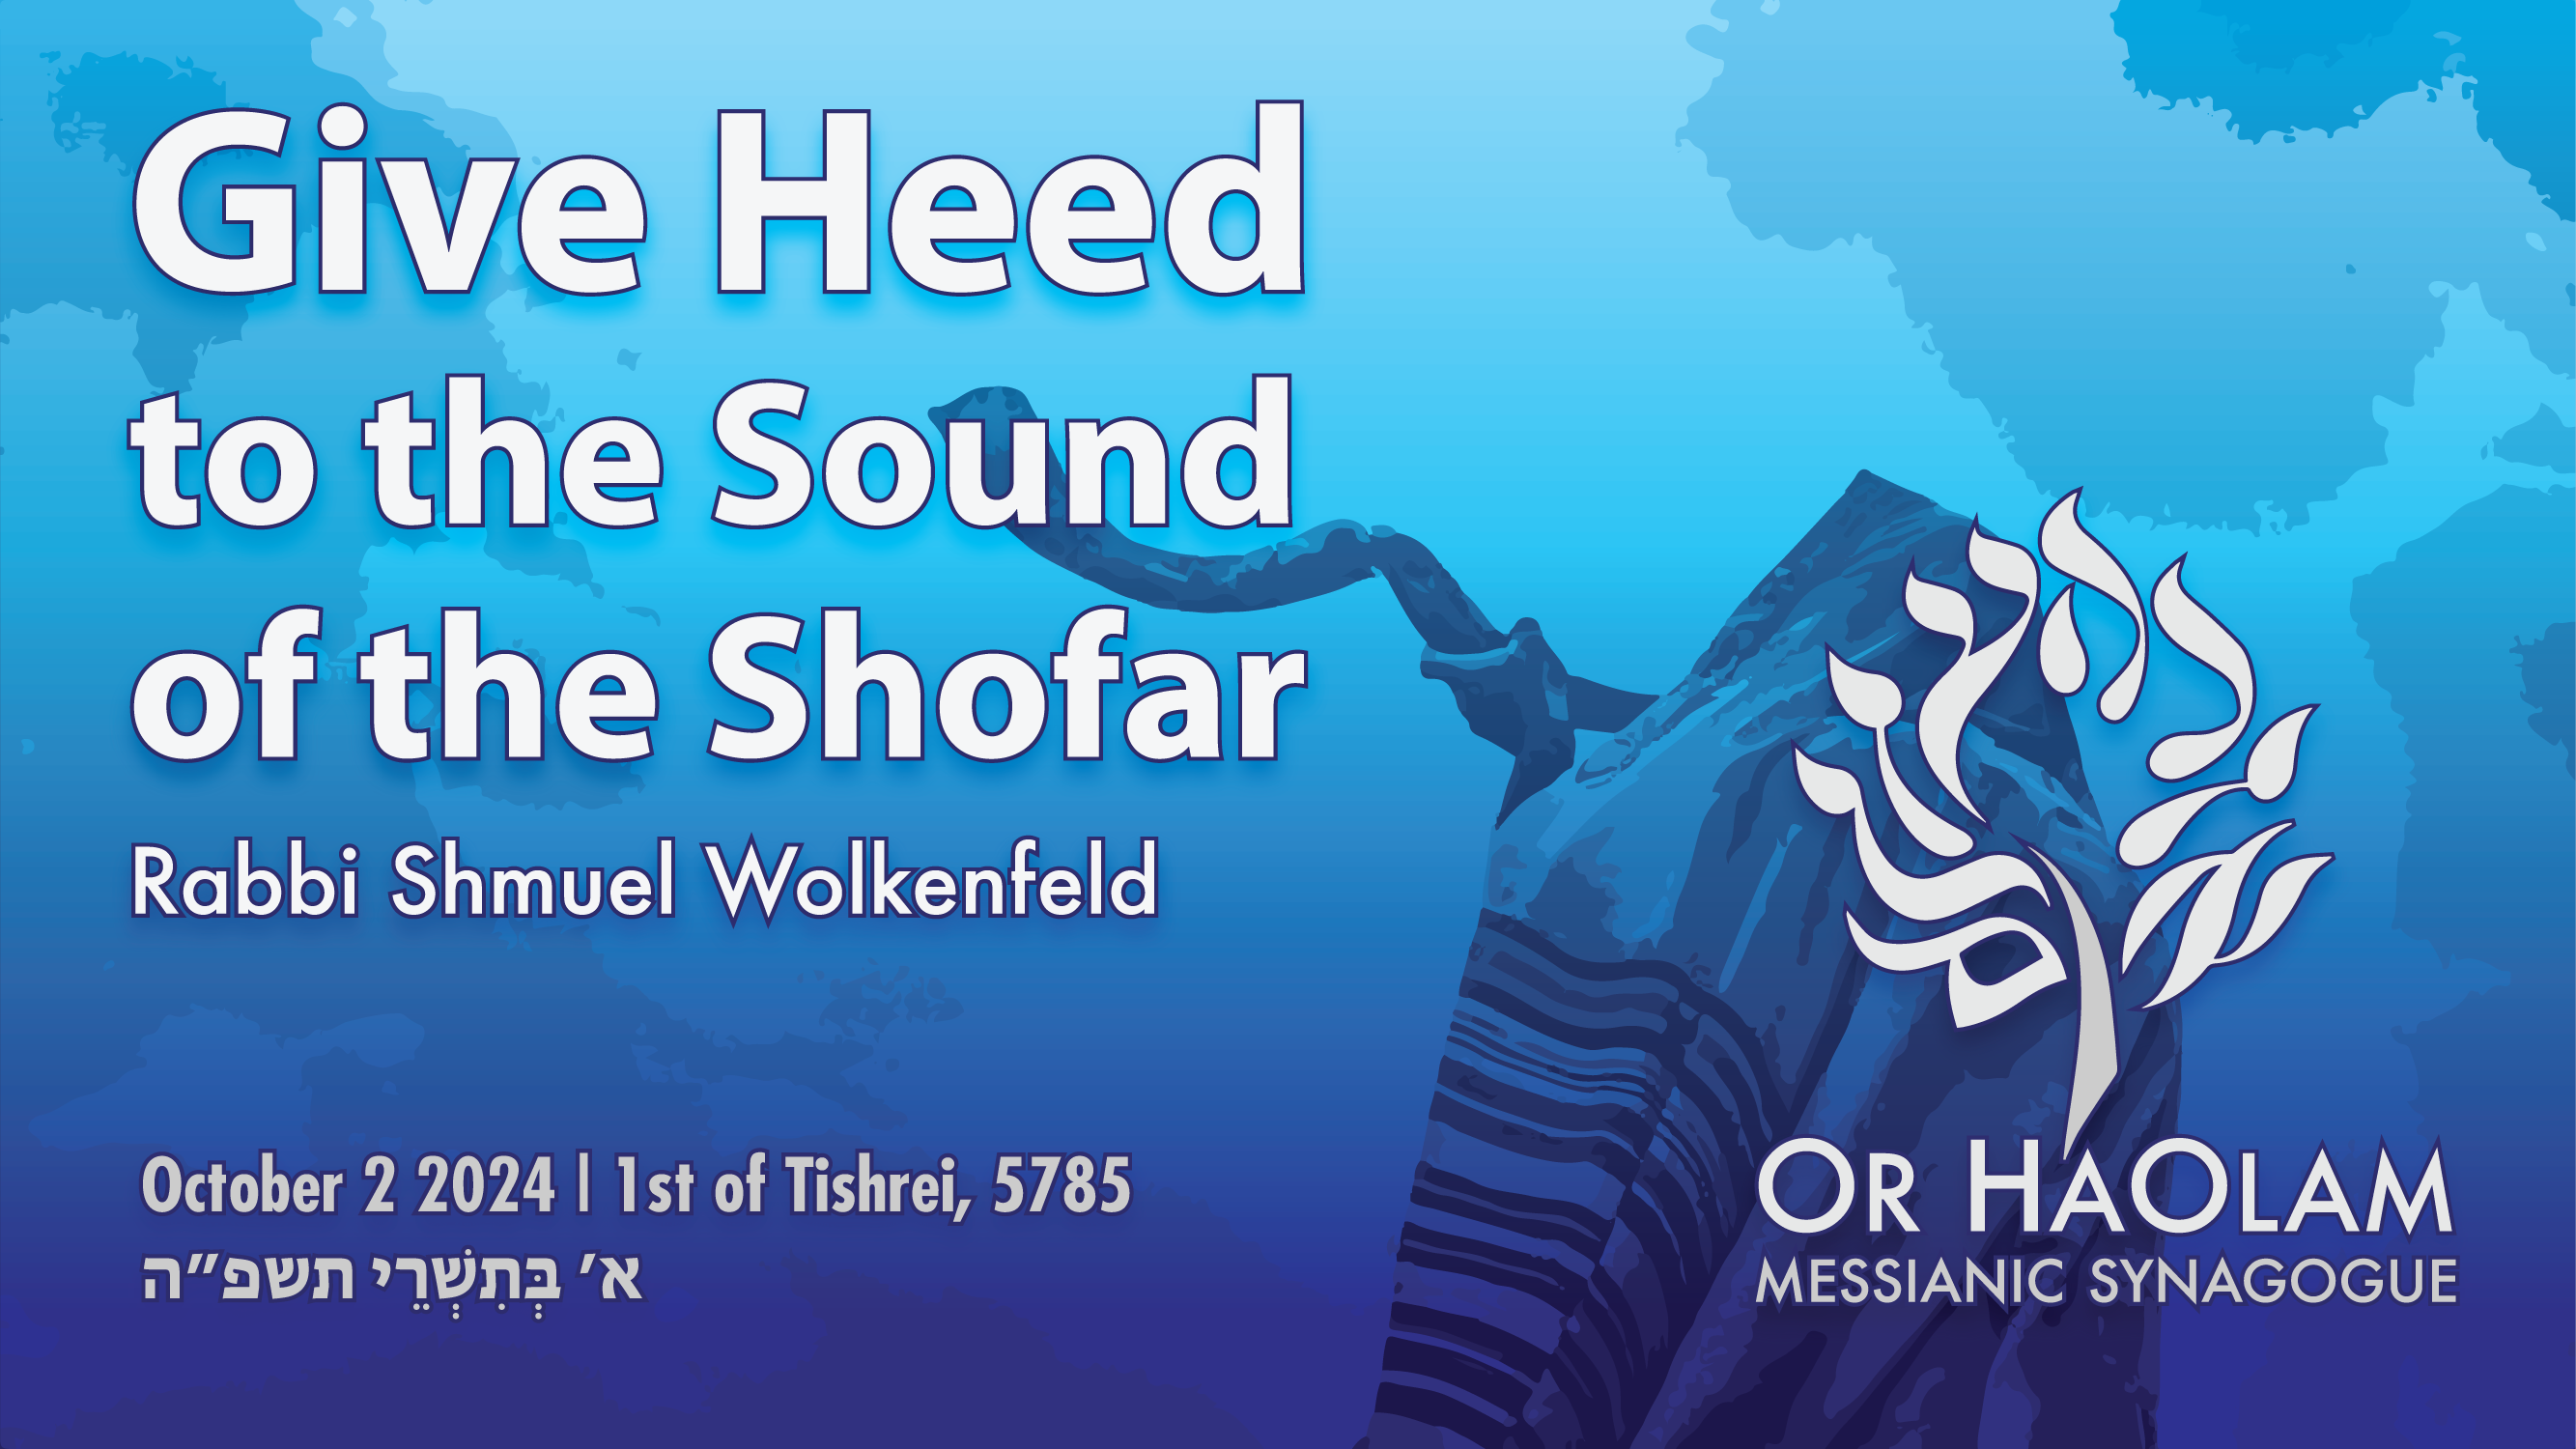 Give Heed
to the Sound
of the Shofar
Rabbi Shmuel Wolkenfeld
October 2 2024 | 1st of Tishrei, 5785
א׳ בְּתִשְׁרֵי תשפ״ה
OR HAOLAM
MESSIANIC SYNAGOGUE